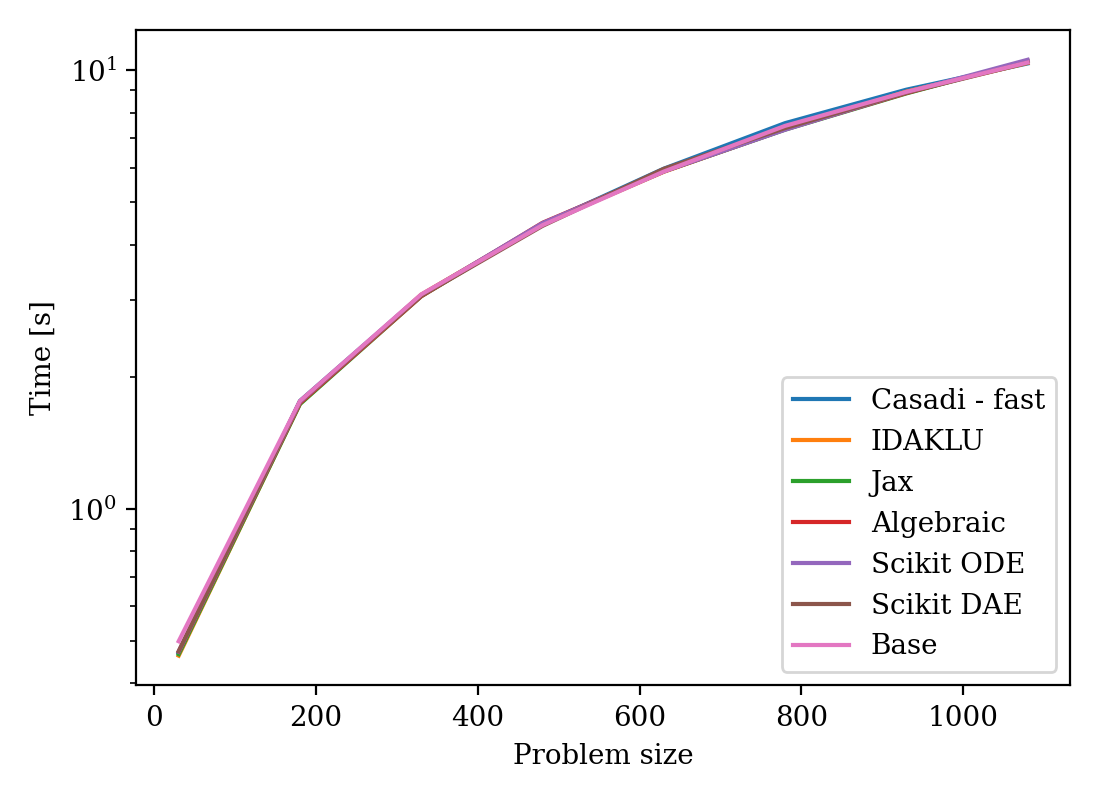 10¹
10⁰
Time [s]
Casadi - fast
IDAKLU
Jax
Algebraic
Scikit ODE
Scikit DAE
Base
0 200 400 600 800 1000
Problem size